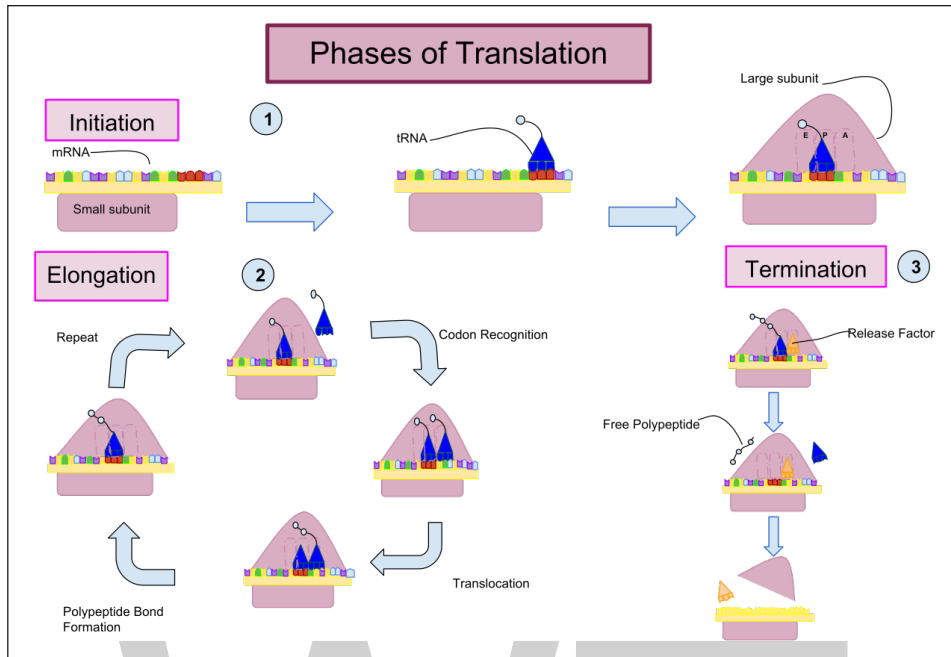 Phases of Translation
Large subunit
Initiation
1
mRNA
tRNA
E P A
Small subunit
Elongation
2
Termination
3
Repeat
Codon Recognition
Release Factor
Free Polypeptide
Translocation
Polypeptide Bond
Formation